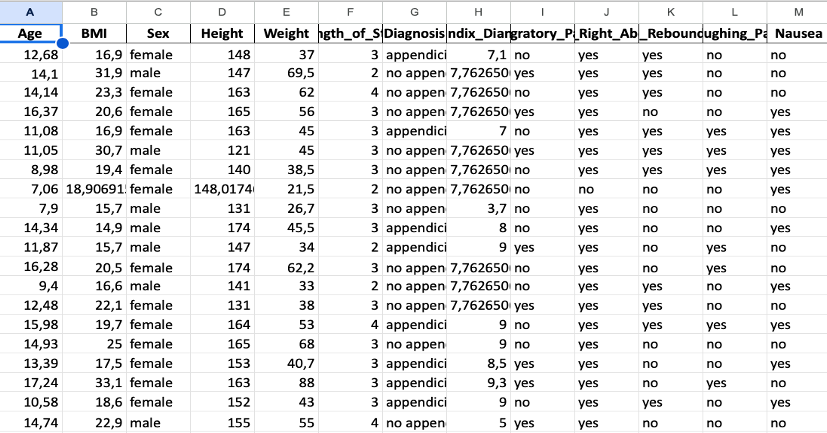 A B C D E F G H I J K L M
Age BMI Sex Height Weight ngth_of_S Diagnosis ndix_Diam gratory_Pa _Right_Ab _Rebound ughing_Pa Nausea
12,68 16,9 female 148 37 3 appendici 7,1 no yes yes no no
14,1 31,9 male 147 69,5 2 no appen 7,762650 yes yes yes no no
14,14 23,3 female 163 62 4 no appen 7,762650 no yes yes no no
16,37 20,6 female 165 56 3 no appen 7,762650 yes yes no no yes
11,08 16,9 female 163 45 3 appendici 7 no yes yes yes yes
11,05 30,7 male 121 45 3 no appen 7,762650 yes yes yes yes yes
8,98 19,4 female 140 38,5 3 no appen 7,762650 no yes yes yes yes
7,06 18,90691 female 148,0174 21,5 2 no appen 7,762650 no no no no yes
7,9 15,7 male 131 26,7 3 no appen 3,7 no yes no no no
14,34 14,9 male 174 45,5 3 appendici 8 no yes no no yes
11,87 15,7 male 147 34 2 appendici 9 yes yes no yes no
16,28 20,5 female 174 62,2 3 no appen 7,762650 no yes no yes no
9,4 16,6 male 141 33 2 no appen 7,762650 no yes no yes yes
12,48 22,1 female 131 38 3 no appen 7,762650 yes yes no no no
15,98 19,7 female 164 53 4 appendici 9 no yes yes yes yes
14,93 25 female 165 68 3 no appen 9 no yes no no no
13,39 17,5 female 153 40,7 3 appendici 8,5 yes yes no no yes
17,24 33,1 female 163 88 3 appendici 9,3 yes yes no yes no
10,58 18,6 female 152 43 3 appendici 9 no yes yes no yes
14,74 22,9 male 155 55 4 no appen 5 yes yes no no no